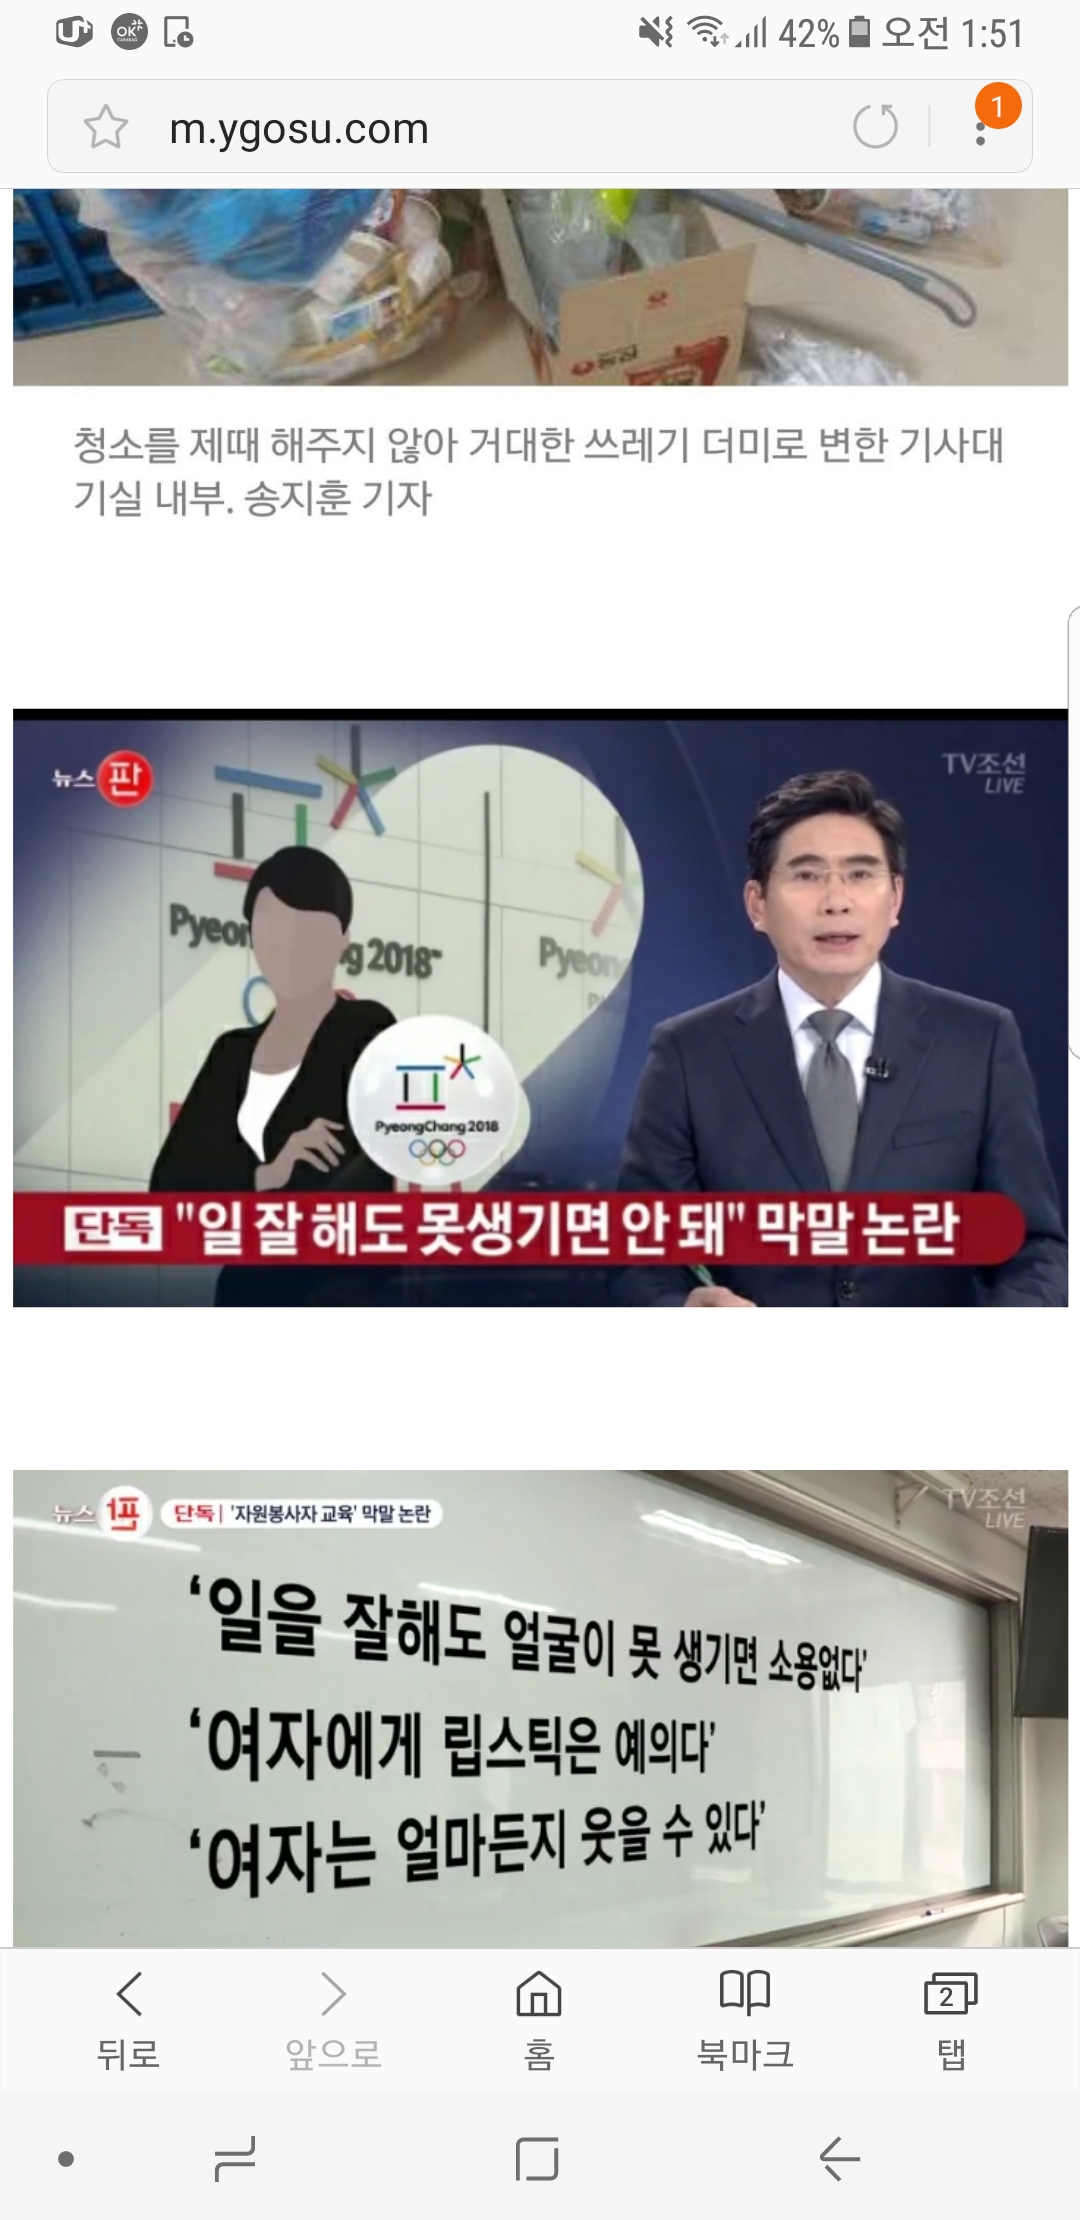 42% 오전 1:51
m.ygosu.com
1
농심
청소를 제때 해주지 않아 거대한 쓰레기 더미로 변한 기사대
기실 내부. 송지훈 기자
뉴스 판
TV조선
LIVE
Pyeon g 2018 Pyeon
PyeongChang 2018
단독 "일 잘 해도 못생기면 안 돼" 막말 논란
뉴스
단독 | '자원봉사자 교육' 막말 논란
TV조선
LIVE
‘일을 잘해도 얼굴이 못 생기면 소용없다’
‘여자에게 립스틱은 예의다’
‘여자는 얼마든지 웃을 수 있다’
2
뒤로 앞으로 홈 북마크 탭